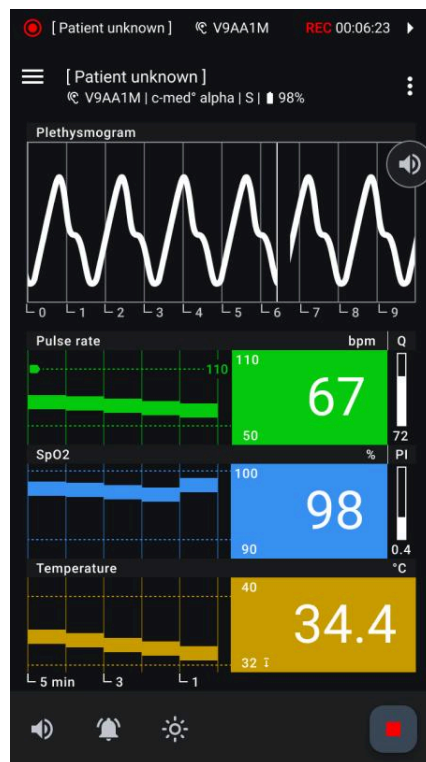 [ Patient unknown ] V9AA1M REC 00:06:23
[ Patient unknown ]
V9AA1M | c-med° alpha | S | 98%
Plethysmogram
0 1 2 3 4 5 6 7 8 9
Pulse rate bpm Q
110 110
67
50 72
SpO2 % PI
100
98
90 0.4
Temperature °C
40
34.4
32
5 min 3 1